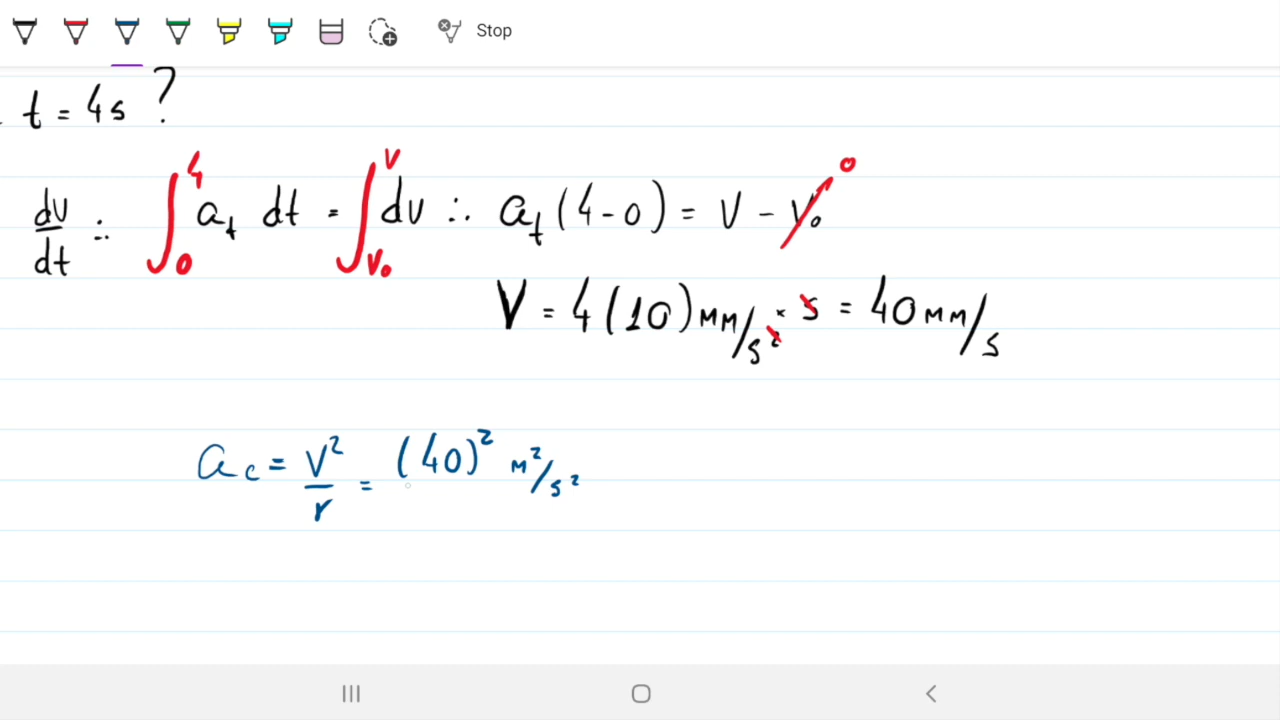 Stop
t = 4s ?
dv/dt ∴ ∫₀⁴ a_t dt = ∫_{v₀}^{v} dv ∴ a_t (4 - 0) = V - V₀ 0
V = 4 (10) mm/s² × s = 40 mm/s
a_c = V²/r = (40)² m²/s²